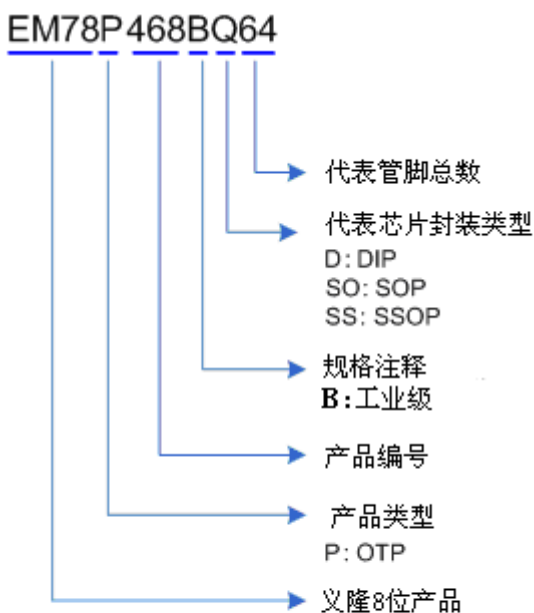 EM78P468BQ64
代表管脚总数
代表芯片封装类型
D: DIP
SO: SOP
SS: SSOP
规格注释
B:工业级
产品编号
产品类型
P: OTP
义隆8位产品